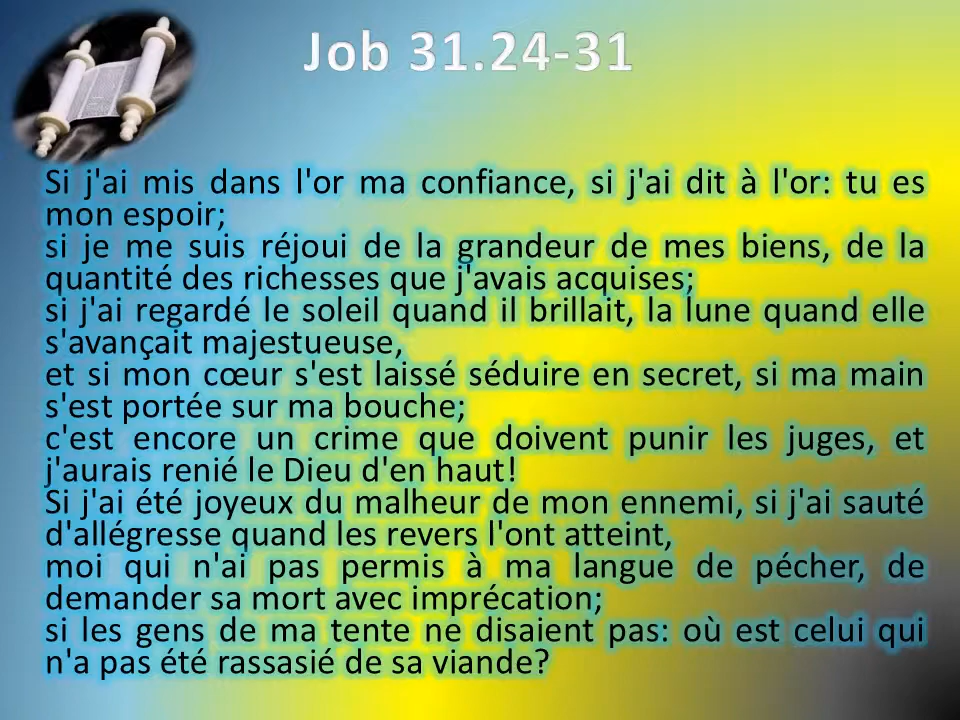 Job 31.24-31
Si j'ai mis dans l'or ma confiance, si j'ai dit à l'or: tu es
mon espoir;
si je me suis réjoui de la grandeur de mes biens, de la
quantité des richesses que j'avais acquises;
si j'ai regardé le soleil quand il brillait, la lune quand elle
s'avançait majestueuse,
et si mon cœur s'est laissé séduire en secret, si ma main
s'est portée sur ma bouche;
c'est encore un crime que doivent punir les juges, et
j'aurais renié le Dieu d'en haut!
Si j'ai été joyeux du malheur de mon ennemi, si j'ai sauté
d'allégresse quand les revers l'ont atteint,
moi qui n'ai pas permis à ma langue de pécher, de
demander sa mort avec imprécation;
si les gens de ma tente ne disaient pas: où est celui qui
n'a pas été rassasié de sa viande?